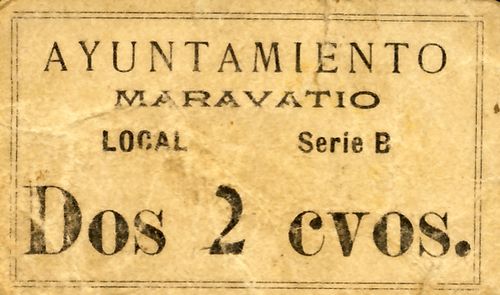 AYUNTAMIENTO
MARAVATIO
LOCAL Serie B
Dos 2 cvos.